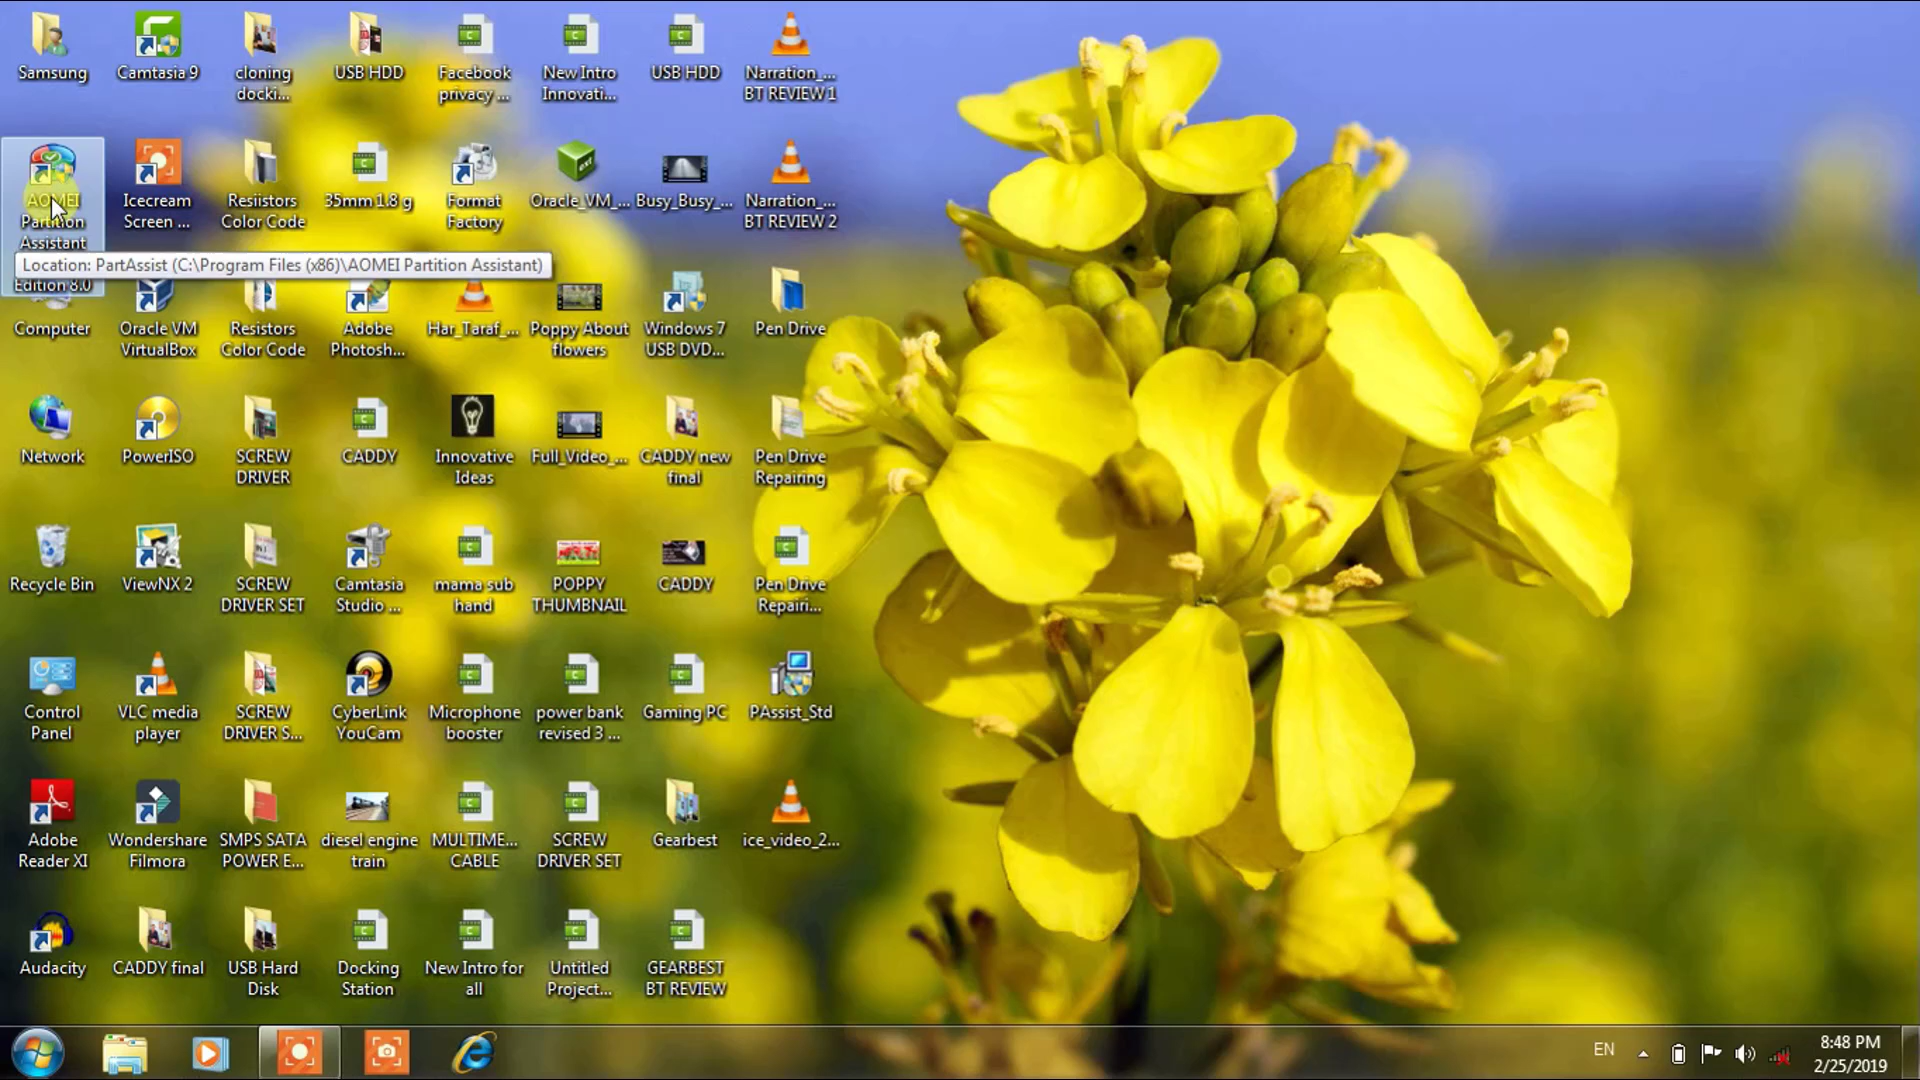 Samsung
Camtasia 9
cloning
docki...
USB HDD
Facebook
privacy ...
New Intro
Innovati...
USB HDD
Narration_...
BT REVIEW 1
AOMEI
Partition
Assistant
Edition 8.0
Location: PartAssist (C:\Program Files (x86)\AOMEI Partition Assistant)
Icecream
Screen ...
Resiistors
Color Code
35mm 1.8 g
Format
Factory
Oracle_VM_...
Busy_Busy_...
Narration_...
BT REVIEW 2
Computer
Oracle VM
VirtualBox
Resistors
Color Code
Adobe
Photosh...
Har_Taraf_...
Poppy About
flowers
Windows 7
USB DVD...
Pen Drive
Network
PowerISO
SCREW
DRIVER
CADDY
Innovative
Ideas
Full_Video_...
CADDY new
final
Pen Drive
Repairing
Recycle Bin
ViewNX 2
SCREW
DRIVER SET
Camtasia
Studio ...
mama sub
hand
POPPY
THUMBNAIL
CADDY
Pen Drive
Repairi...
Control
Panel
VLC media
player
SCREW
DRIVER S...
CyberLink
YouCam
Microphone
booster
power bank
revised 3 ...
Gaming PC
PAssist_Std
Adobe
Reader XI
Wondershare
Filmora
SMPS SATA
POWER E...
diesel engine
train
MULTIME...
CABLE
SCREW
DRIVER SET
Gearbest
ice_video_2...
Audacity
CADDY final
USB Hard
Disk
Docking
Station
New Intro for
all
Untitled
Project...
GEARBEST
BT REVIEW
EN
8:48 PM
2/25/2019